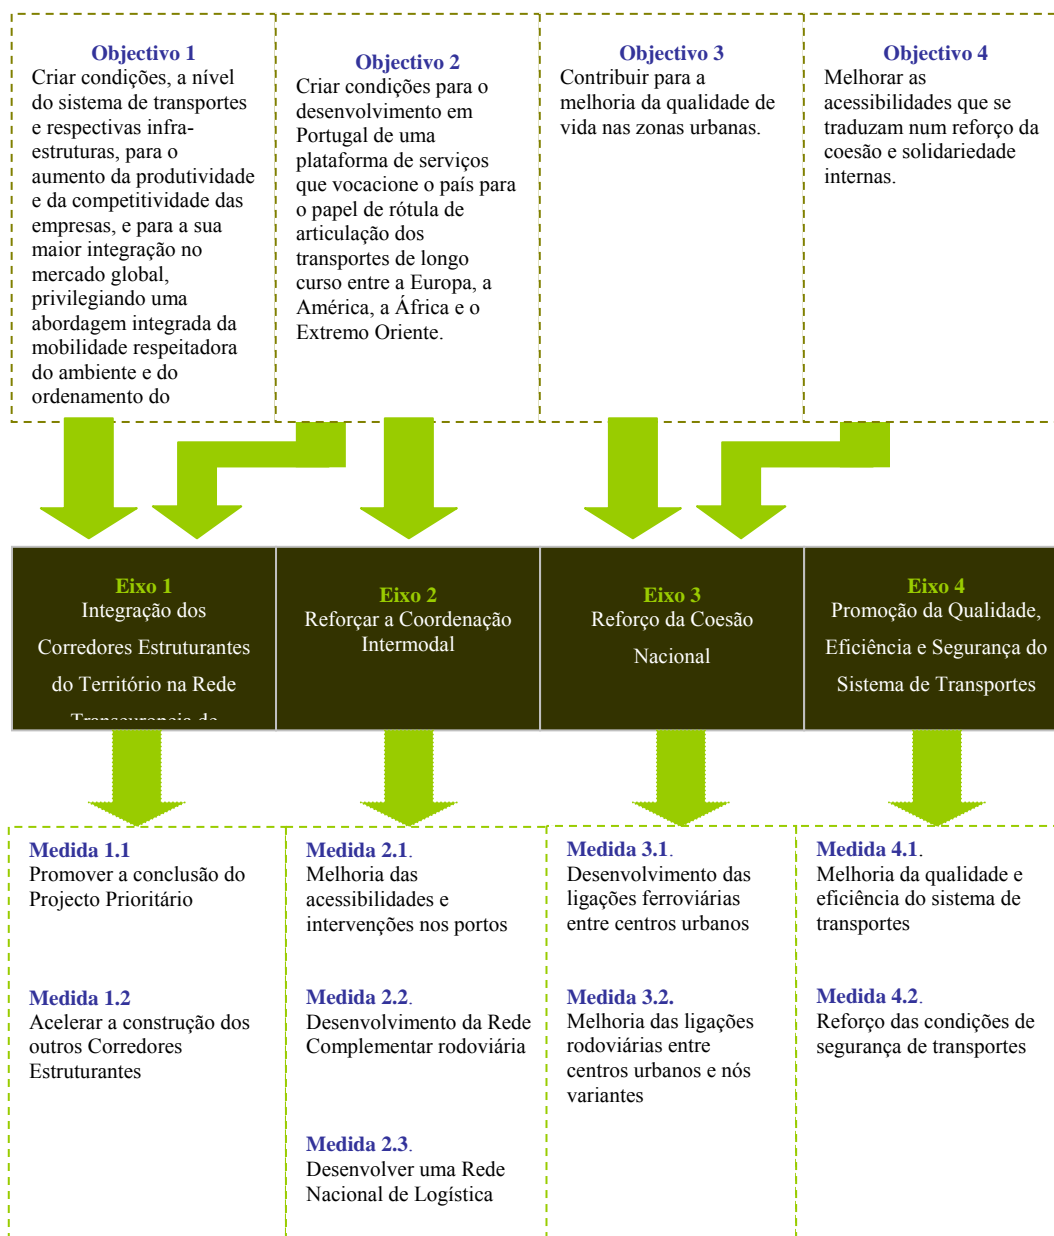 Objectivo 1
Criar condições, a nível
do sistema de transportes
e respectivas infra-
estruturas, para o
aumento da produtividade
e da competitividade das
empresas, e para a sua
maior integração no
mercado global,
privilegiando uma
abordagem integrada da
mobilidade respeitadora
do ambiente e do
ordenamento do
Objectivo 2
Criar condições para o
desenvolvimento em
Portugal de uma
plataforma de serviços
que vocacione o país para
o papel de rótula de
articulação dos
transportes de longo
curso entre a Europa, a
América, a África e o
Extremo Oriente.
Objectivo 3
Contribuir para a
melhoria da qualidade de
vida nas zonas urbanas.
Objectivo 4
Melhorar as
acessibilidades que se
traduzam num reforço da
coesão e solidariedade
internas.
Eixo 1
Integração dos
Corredores Estruturantes
do Território na Rede
Transeuropeia de
Eixo 2
Reforçar a Coordenação
Intermodal
Eixo 3
Reforço da Coesão
Nacional
Eixo 4
Promoção da Qualidade,
Eficiência e Segurança do
Sistema de Transportes
Medida 1.1
Promover a conclusão do
Projecto Prioritário
Medida 1.2
Acelerar a construção dos
outros Corredores
Estruturantes
Medida 2.1.
Melhoria das
acessibilidades e
intervenções nos portos
Medida 2.2.
Desenvolvimento da Rede
Complementar rodoviária
Medida 2.3.
Desenvolver uma Rede
Nacional de Logística
Medida 3.1.
Desenvolvimento das
ligações ferroviárias
entre centros urbanos
Medida 3.2.
Melhoria das ligações
rodoviárias entre
centros urbanos e nós
variantes
Medida 4.1.
Melhoria da qualidade e
eficiência do sistema de
transportes
Medida 4.2.
Reforço das condições de
segurança de transportes